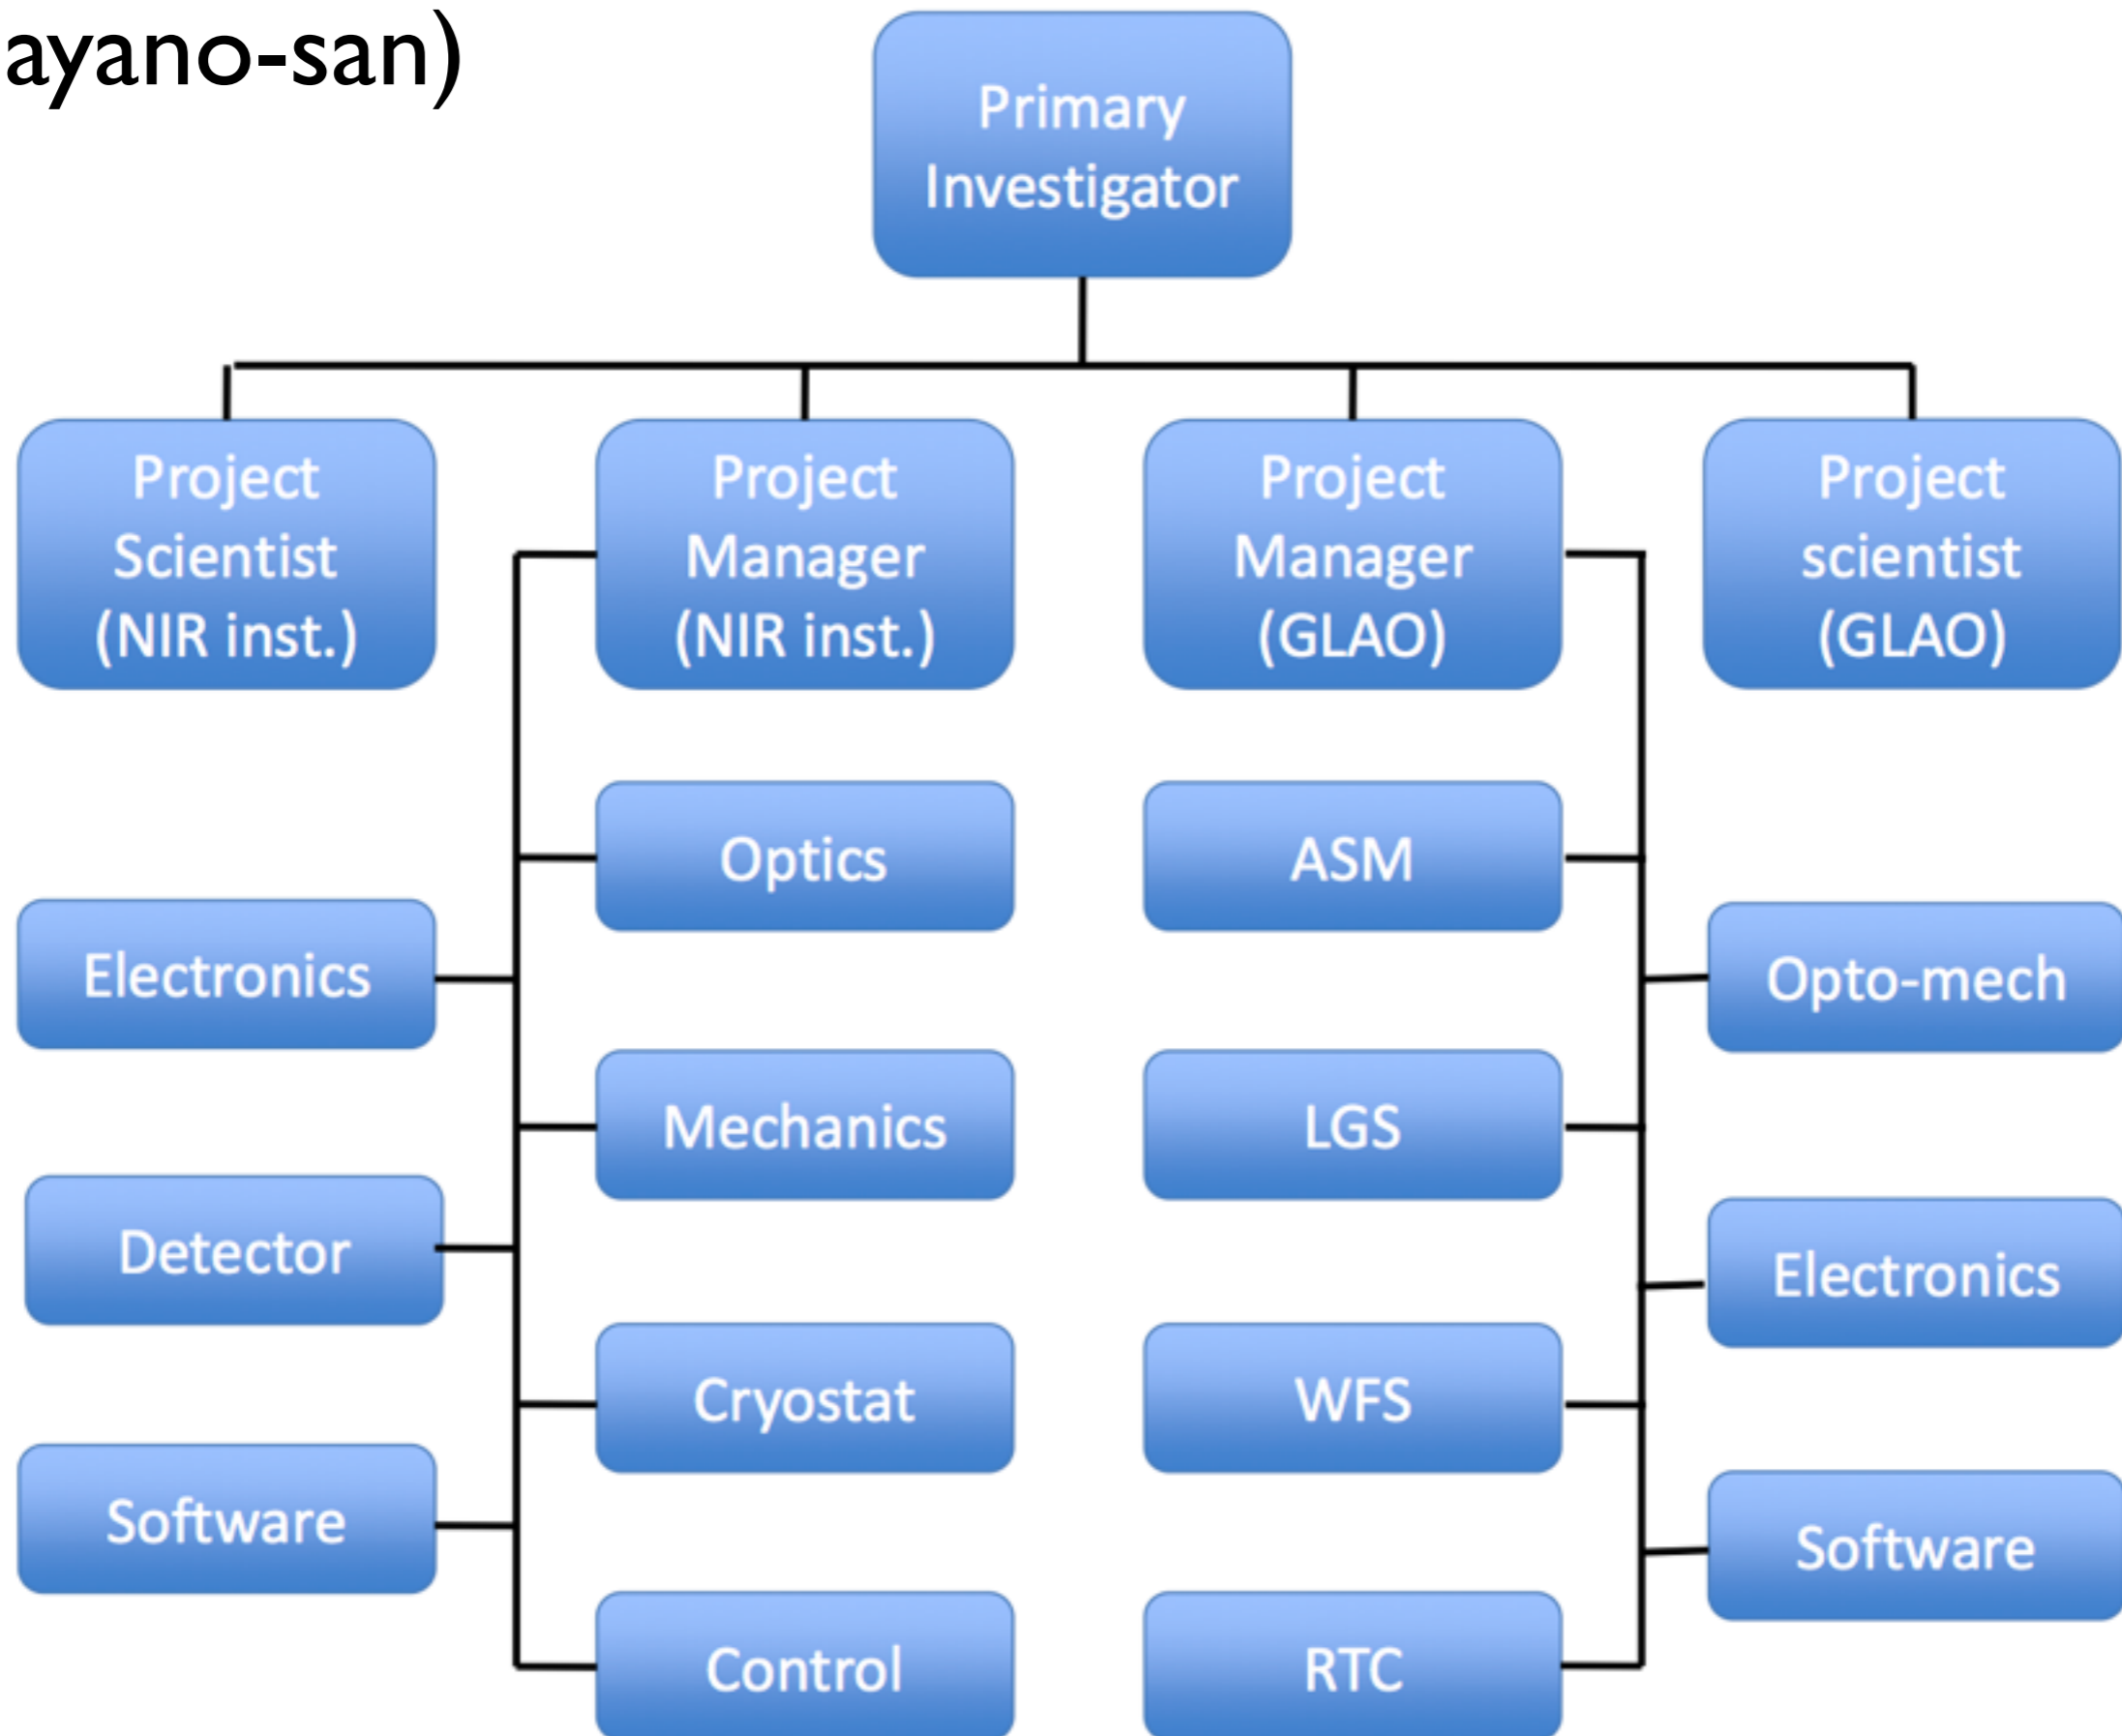 ayano-san)
Primary
Investigator
Project
Scientist
(NIR inst.)
Project
Manager
(NIR inst.)
Project
Manager
(GLAO)
Project
scientist
(GLAO)
Optics
ASM
Electronics
Opto-mech
Mechanics
LGS
Detector
Electronics
Cryostat
WFS
Software
Software
Control
RTC